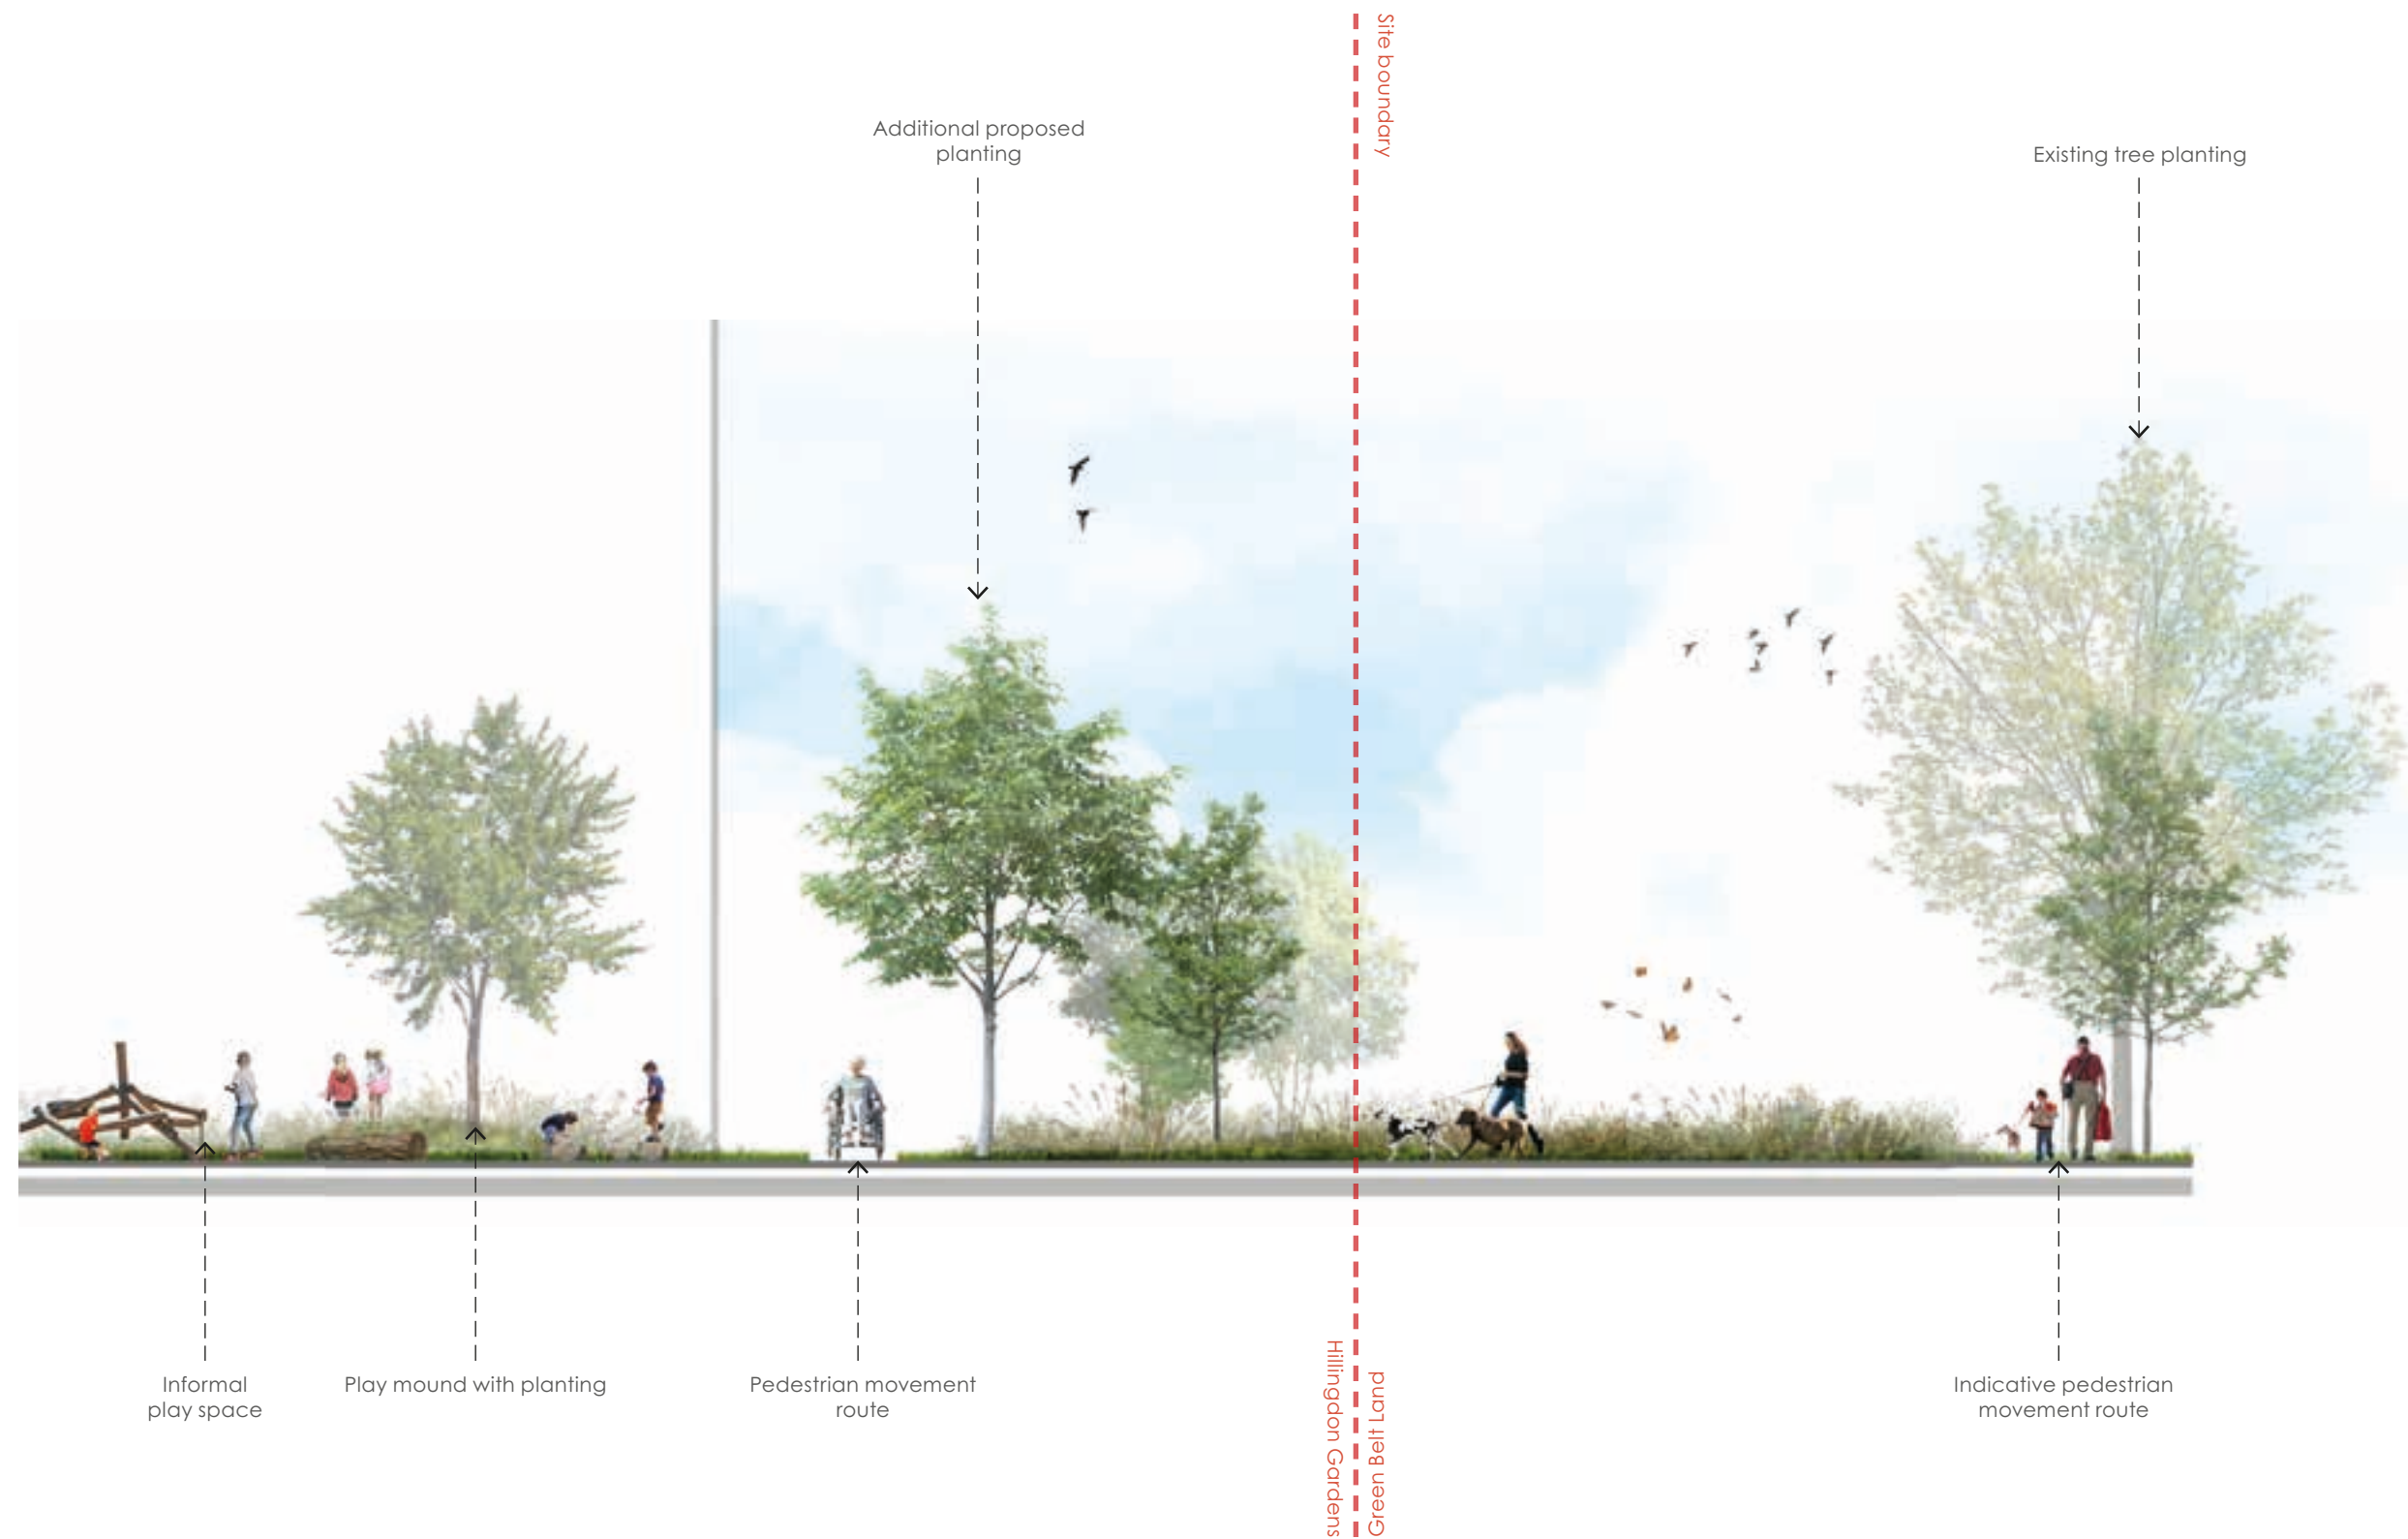 Site boundary
Additional proposed
planting
Existing tree planting
Informal
play space
Play mound with planting
Pedestrian movement
route
Hillingdon Gardens
Green Belt Land
Indicative pedestrian
movement route